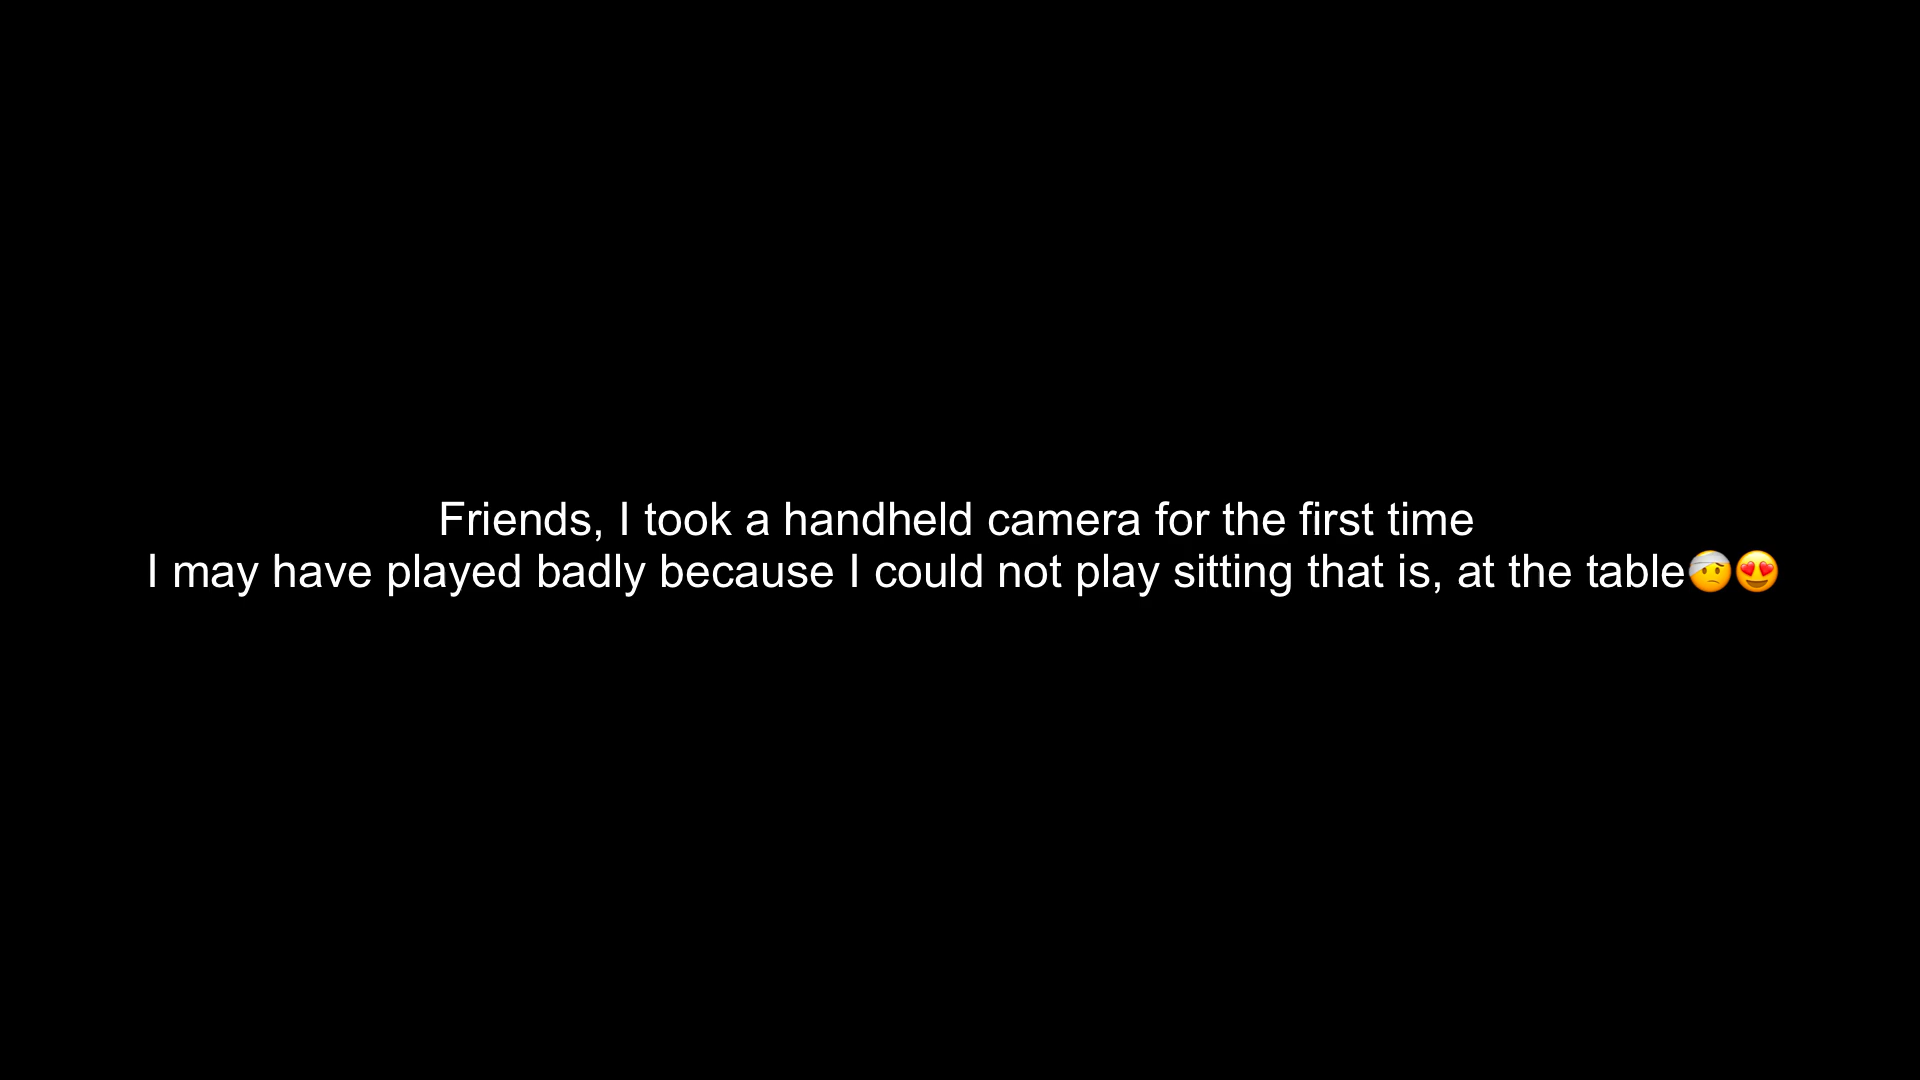 Friends, I took a handheld camera for the first time
I may have played badly because I could not play sitting that is, at the table🤕😍